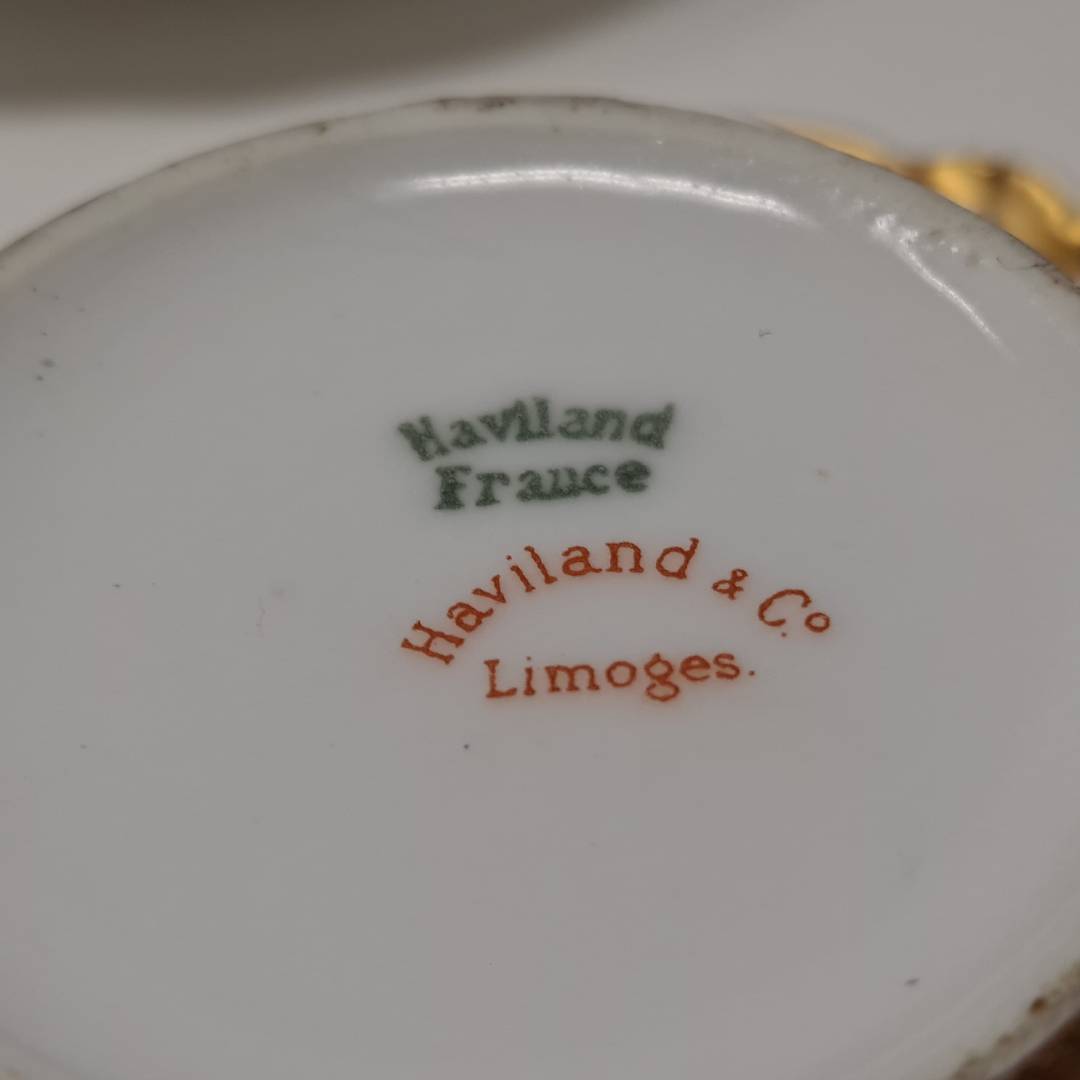 Haviland
France
Haviland & Co
Limoges.